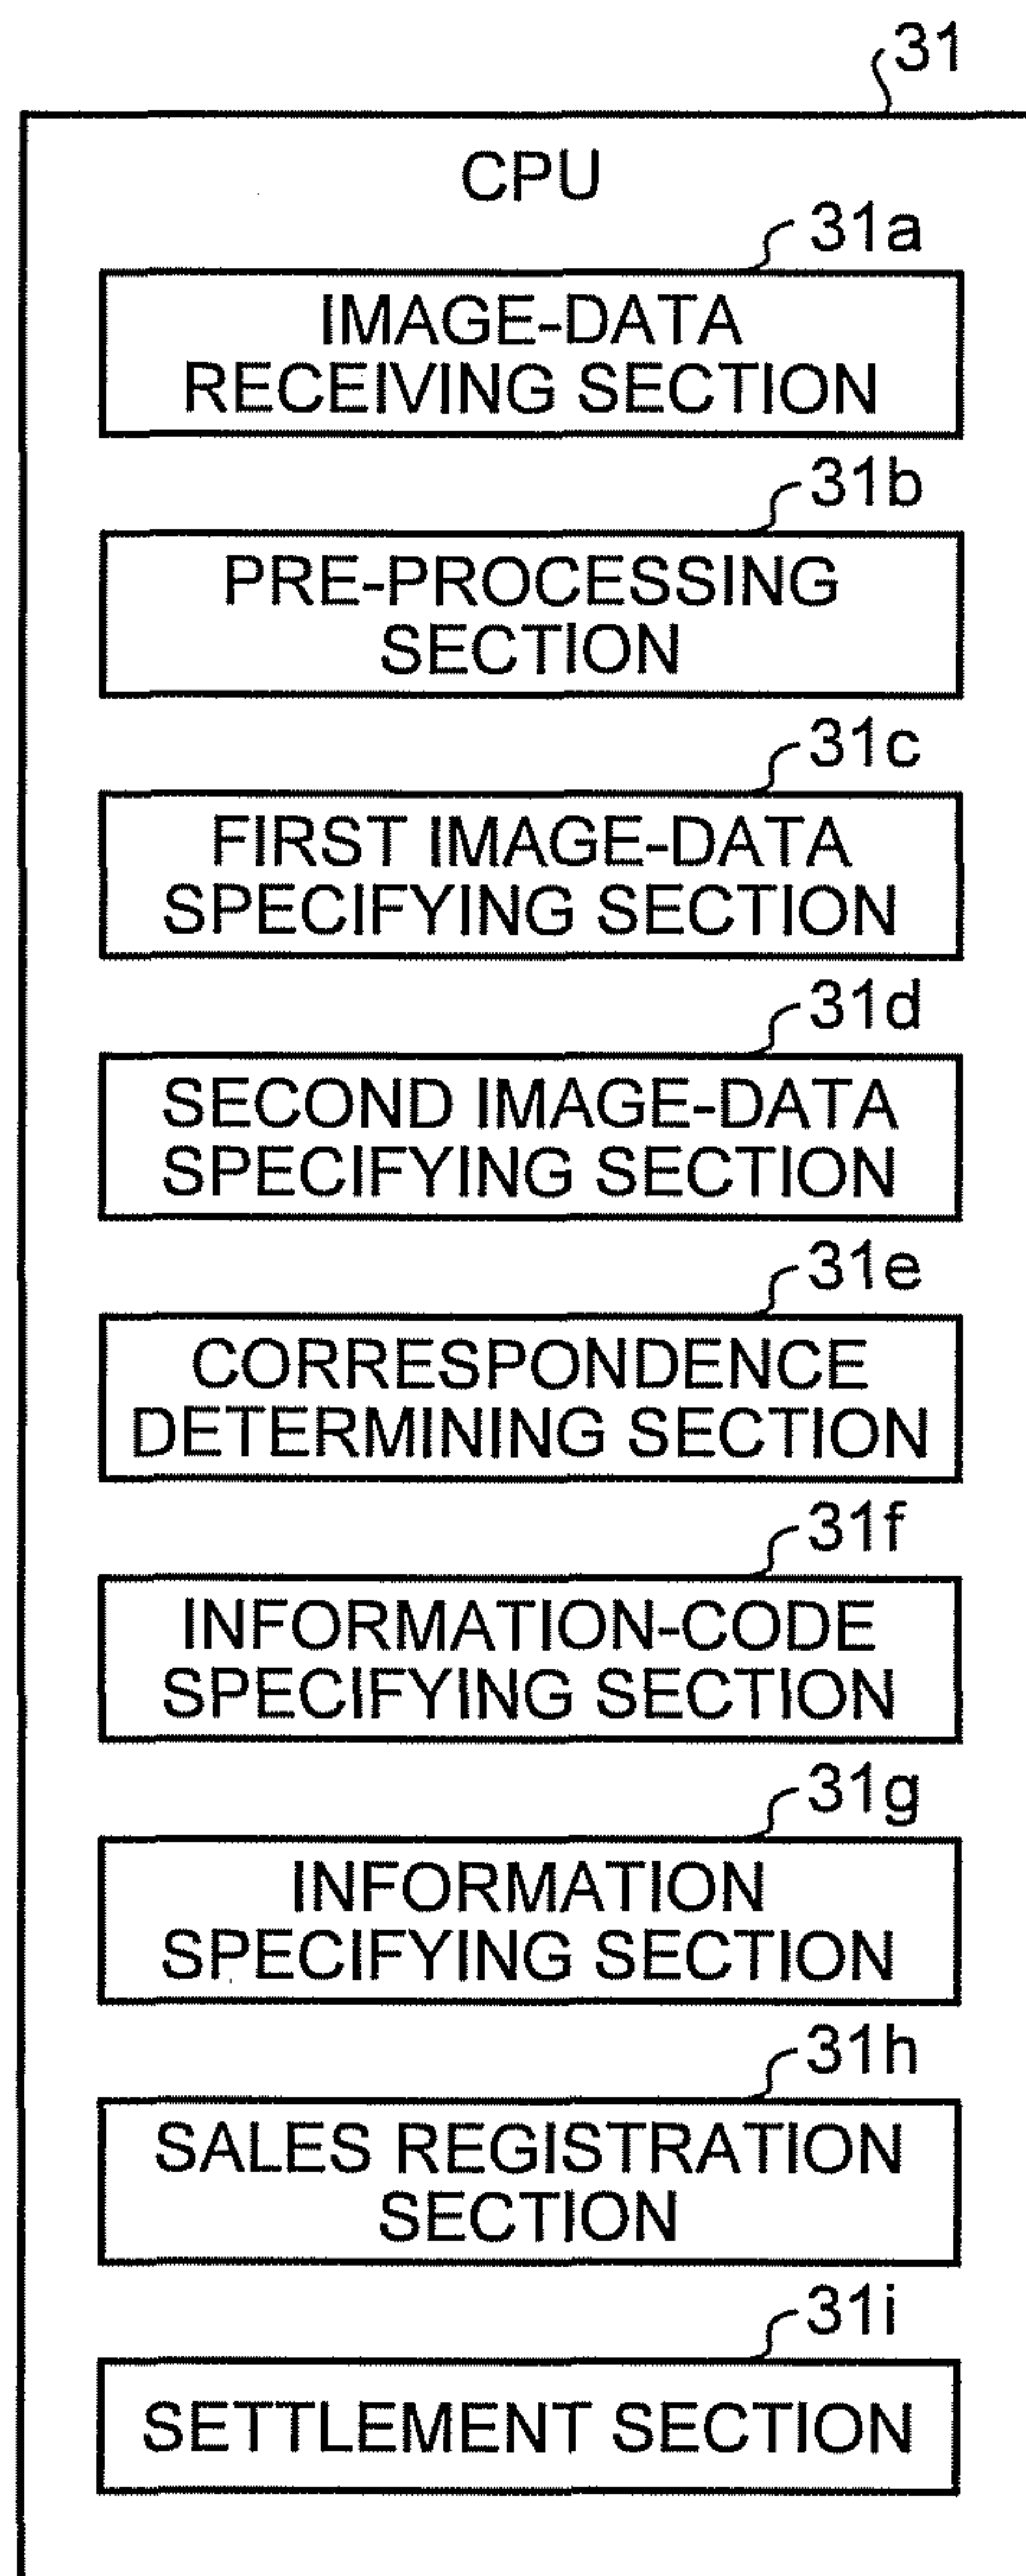 31
CPU
31a
IMAGE-DATA
RECEIVING SECTION
31b
PRE-PROCESSING
SECTION
31c
FIRST IMAGE-DATA
SPECIFYING SECTION
31d
SECOND IMAGE-DATA
SPECIFYING SECTION
31e
CORRESPONDENCE
DETERMINING SECTION
31f
INFORMATION-CODE
SPECIFYING SECTION
31g
INFORMATION
SPECIFYING SECTION
31h
SALES REGISTRATION
SECTION
31i
SETTLEMENT SECTION